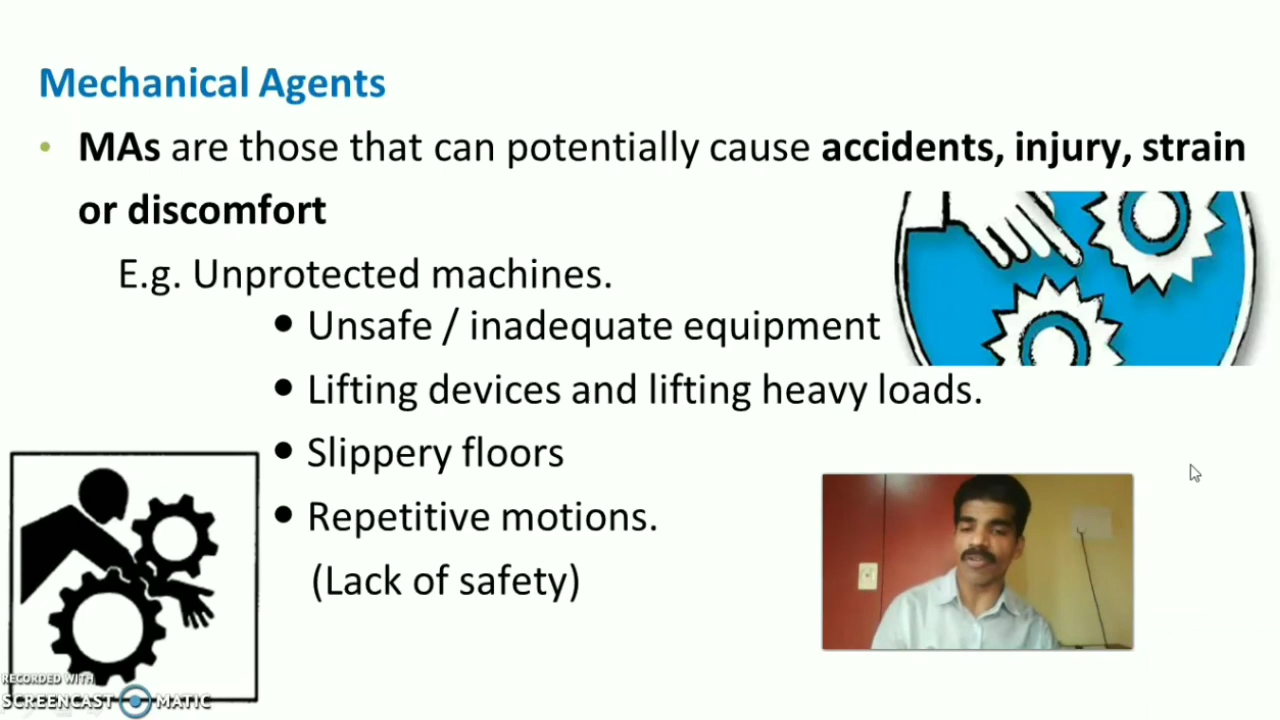 Mechanical Agents
• MAs are those that can potentially cause accidents, injury, strain
or discomfort
E.g. Unprotected machines.
• Unsafe / inadequate equipment
• Lifting devices and lifting heavy loads.
• Slippery floors
• Repetitive motions.
(Lack of safety)
RECORDED WITH
SCREENCAST MATIC